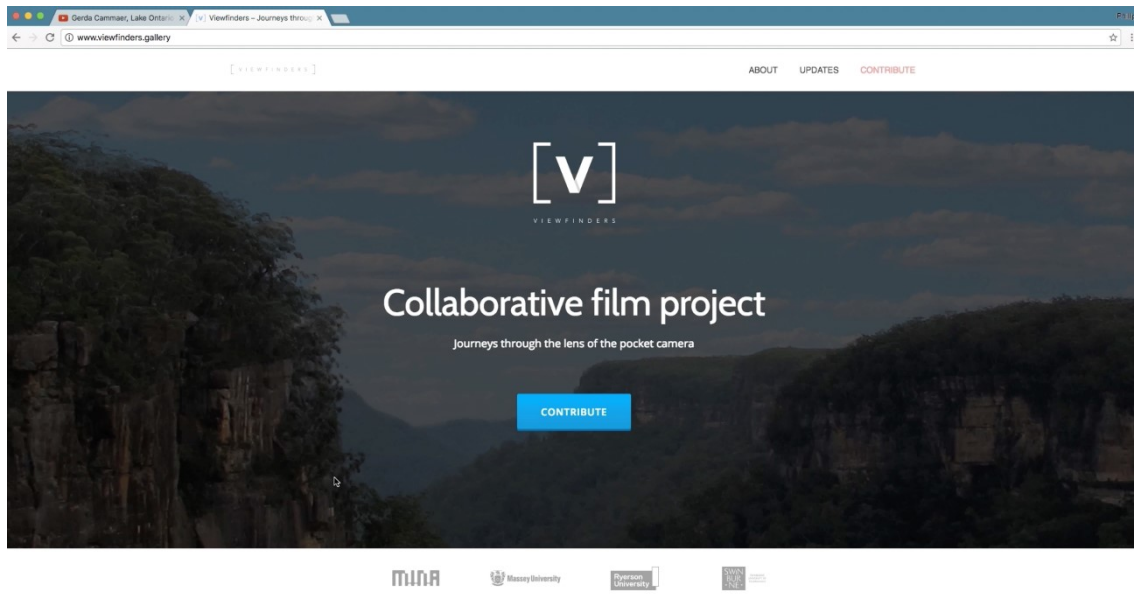 Gerda Cammaer, Lake Ontario
[v] Viewfinders – Journeys throug
www.viewfinders.gallery
[VIEWFINDERS]
ABOUT UPDATES CONTRIBUTE
[V]
VIEWFINDERS
Collaborative film project
Journeys through the lens of the pocket camera
CONTRIBUTE
MINA
Massey University
Ryerson
University
SWIN
BUR
·NE·